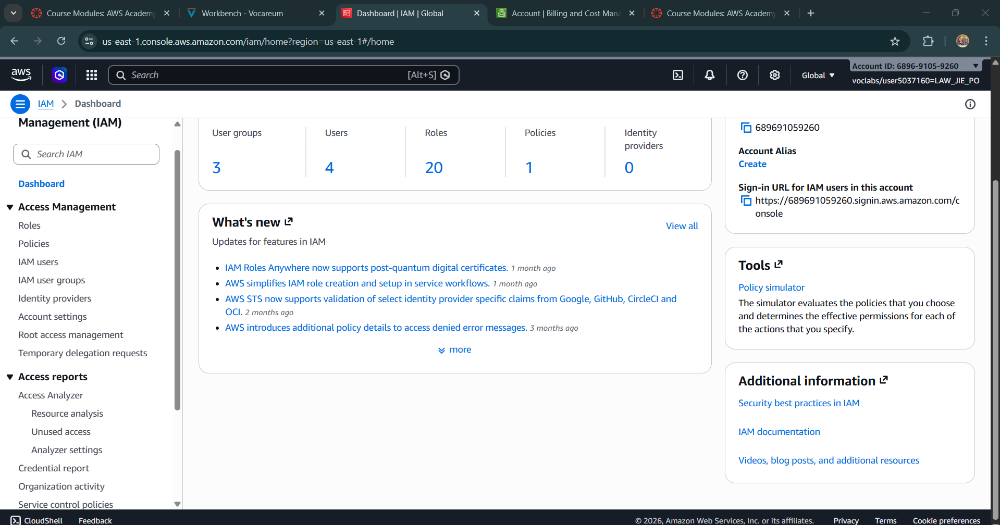 Course Modules: AWS Academy
Workbench - Vocareum
Dashboard | IAM | Global
Account | Billing and Cost Mana
Course Modules: AWS Academy
us-east-1.console.aws.amazon.com/iam/home?region=us-east-1#/home
aws
Search
[Alt+S]
Global
Account ID: 6896-9105-9260
voclabs/user5037160=LAW_JIE_PO
IAM
Dashboard
Management (IAM)
Search IAM
Dashboard
Access Management
Roles
Policies
IAM users
IAM user groups
Identity providers
Account settings
Root access management
Temporary delegation requests
Access reports
Access Analyzer
Resource analysis
Unused access
Analyzer settings
Credential report
Organization activity
Service control policies
User groups
3
Users
4
Roles
20
Policies
1
Identity
providers
0
What's new
View all
Updates for features in IAM
• IAM Roles Anywhere now supports post-quantum digital certificates. 1 month ago
• AWS simplifies IAM role creation and setup in service workflows. 1 month ago
• AWS STS now supports validation of select identity provider specific claims from Google, GitHub, CircleCI and
OCI. 2 months ago
• AWS introduces additional policy details to access denied error messages. 3 months ago
more
689691059260
Account Alias
Create
Sign-in URL for IAM users in this account
https://689691059260.signin.aws.amazon.com/c
onsole
Tools
Policy simulator
The simulator evaluates the policies that you choose
and determines the effective permissions for each of
the actions that you specify.
Additional information
Security best practices in IAM
IAM documentation
Videos, blog posts, and additional resources
CloudShell
Feedback
© 2026, Amazon Web Services, Inc. or its affiliates.
Privacy
Terms
Cookie preferences